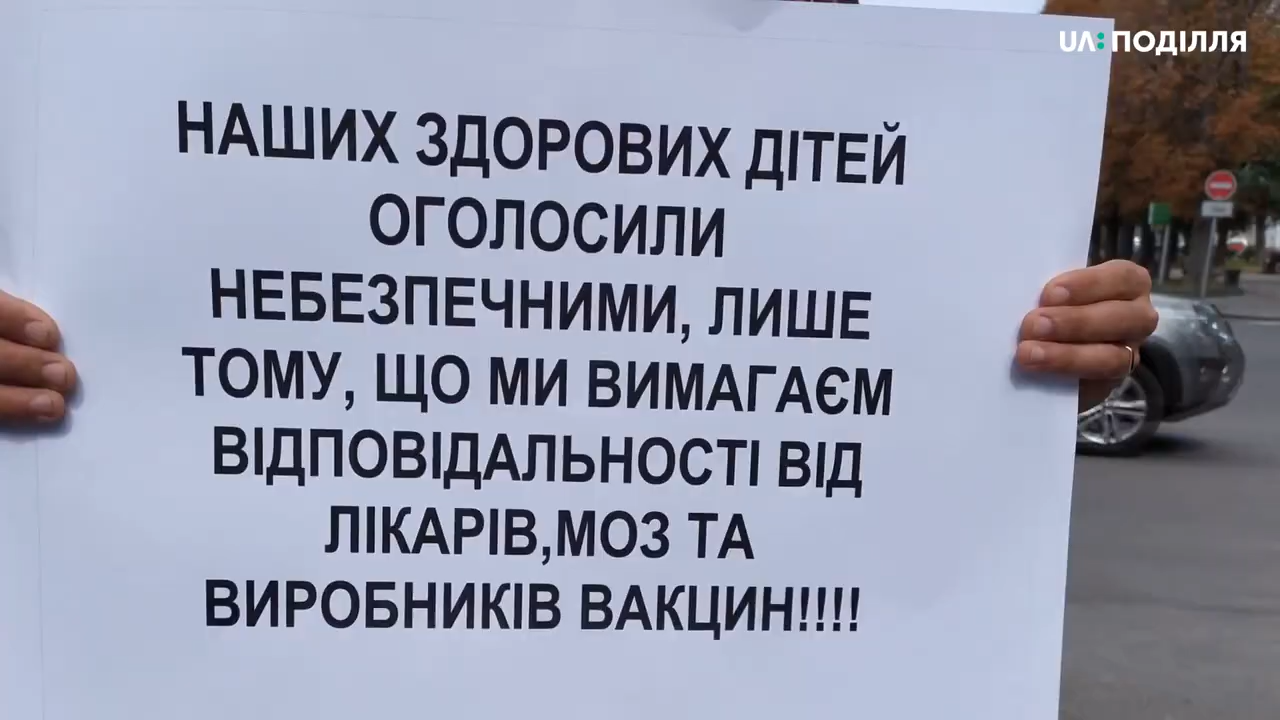 UA: ПОДІЛЛЯ
НАШИХ ЗДОРОВИХ ДІТЕЙ
ОГОЛОСИЛИ
НЕБЕЗПЕЧНИМИ, ЛИШЕ
ТОМУ, ЩО МИ ВИМАГАЄМ
ВІДПОВІДАЛЬНОСТІ ВІД
ЛІКАРІВ,МОЗ ТА
ВИРОБНИКІВ ВАКЦИН!!!!